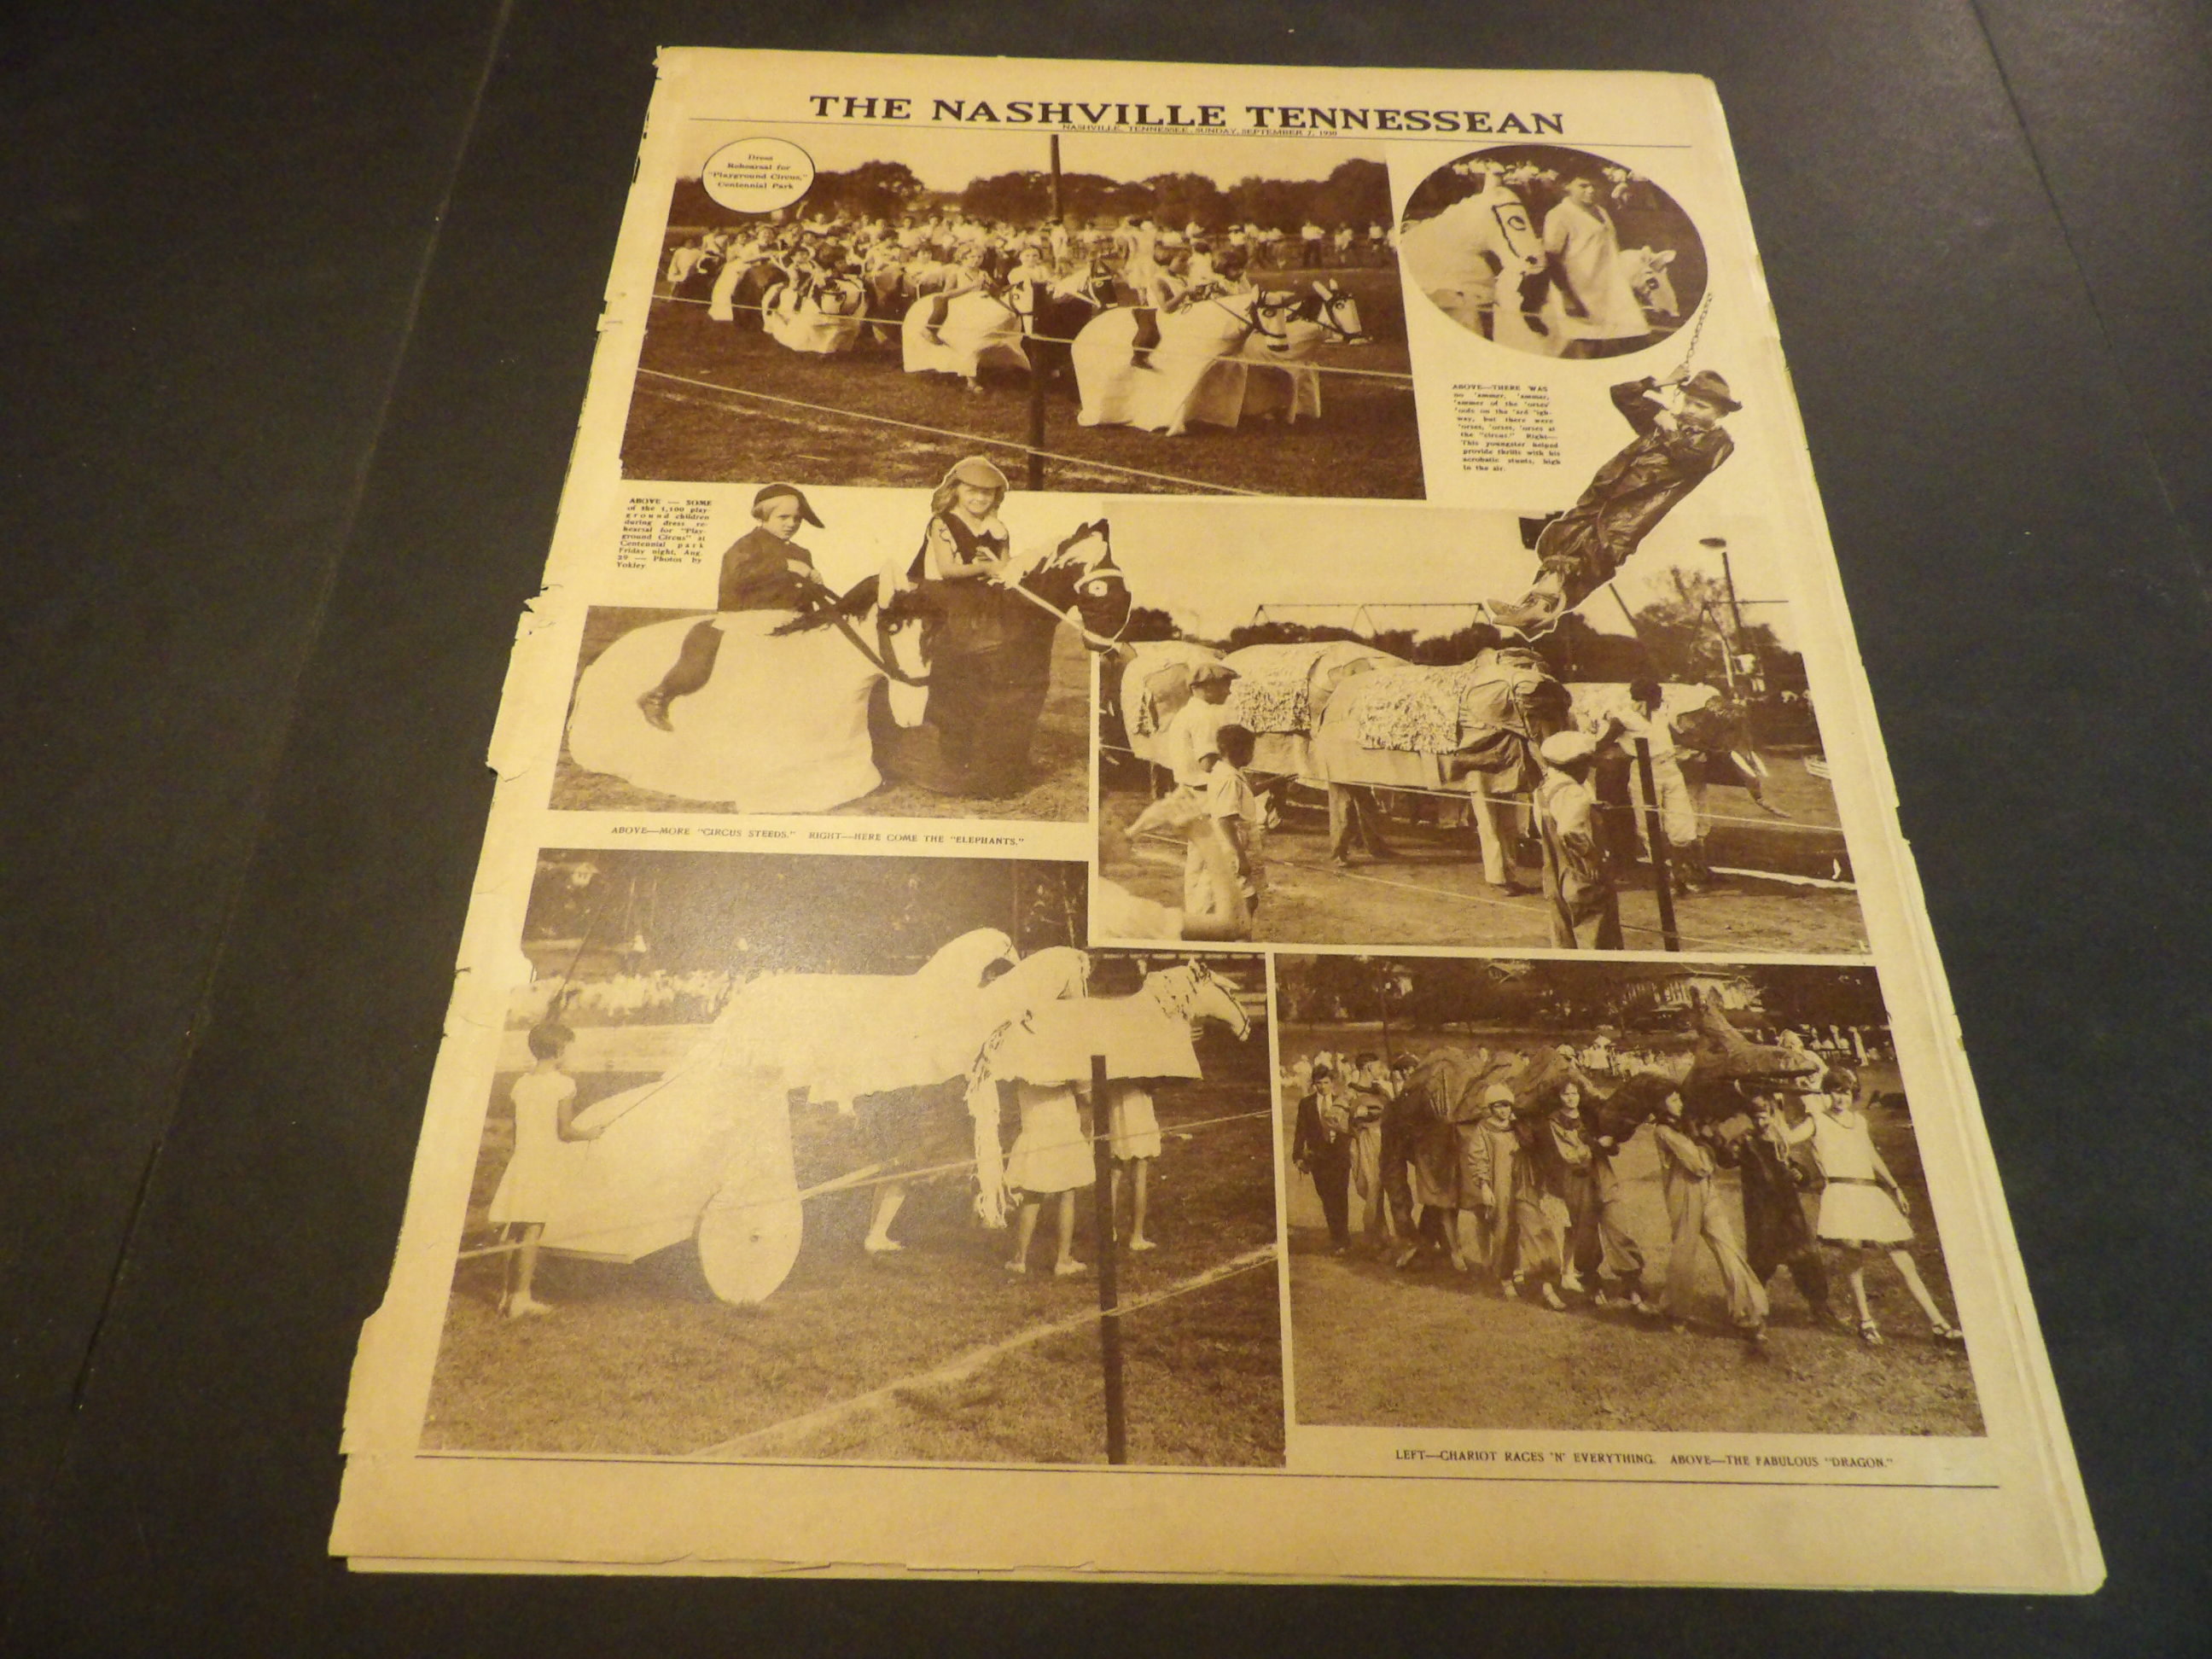 THE NASHVILLE TENNESSEAN
NASHVILLE, TENNESSEE, SUNDAY, SEPTEMBER 7, 1930
Dress
Rehearsal for
"Playground Circus,"
Centennial Park
ABOVE—THERE WAS
no 'ammer, 'ammer,
'ammer of the 'orses'
'oofs on the 'ard 'igh-
way, but there were
'orses, 'orses, 'orses at
the "circus." Right—
This youngster helped
provide thrills with his
acrobatic stunts, high
in the air.
ABOVE — SOME
of the 1,100 play-
ground children
during dress re-
hearsal for "Play-
ground Circus" at
Centennial park
Friday night, Aug.
29 — Photos by
Yokley
ABOVE—MORE "CIRCUS STEEDS." RIGHT—HERE COME THE "ELEPHANTS."
LEFT—CHARIOT RACES 'N' EVERYTHING. ABOVE—THE FABULOUS "DRAGON."